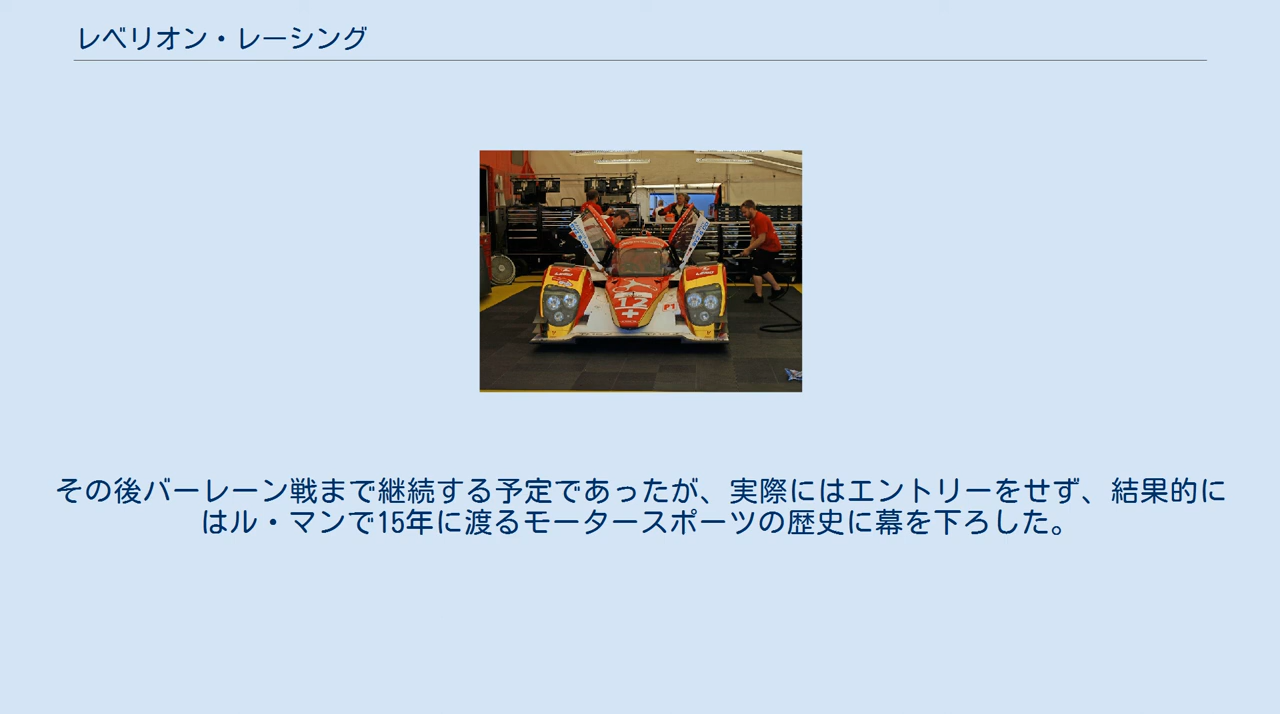 レベリオン・レーシング
12
その後バーレーン戦まで継続する予定であったが、実際にはエントリーをせず、結果的に
はル・マンで15年に渡るモータースポーツの歴史に幕を下ろした。